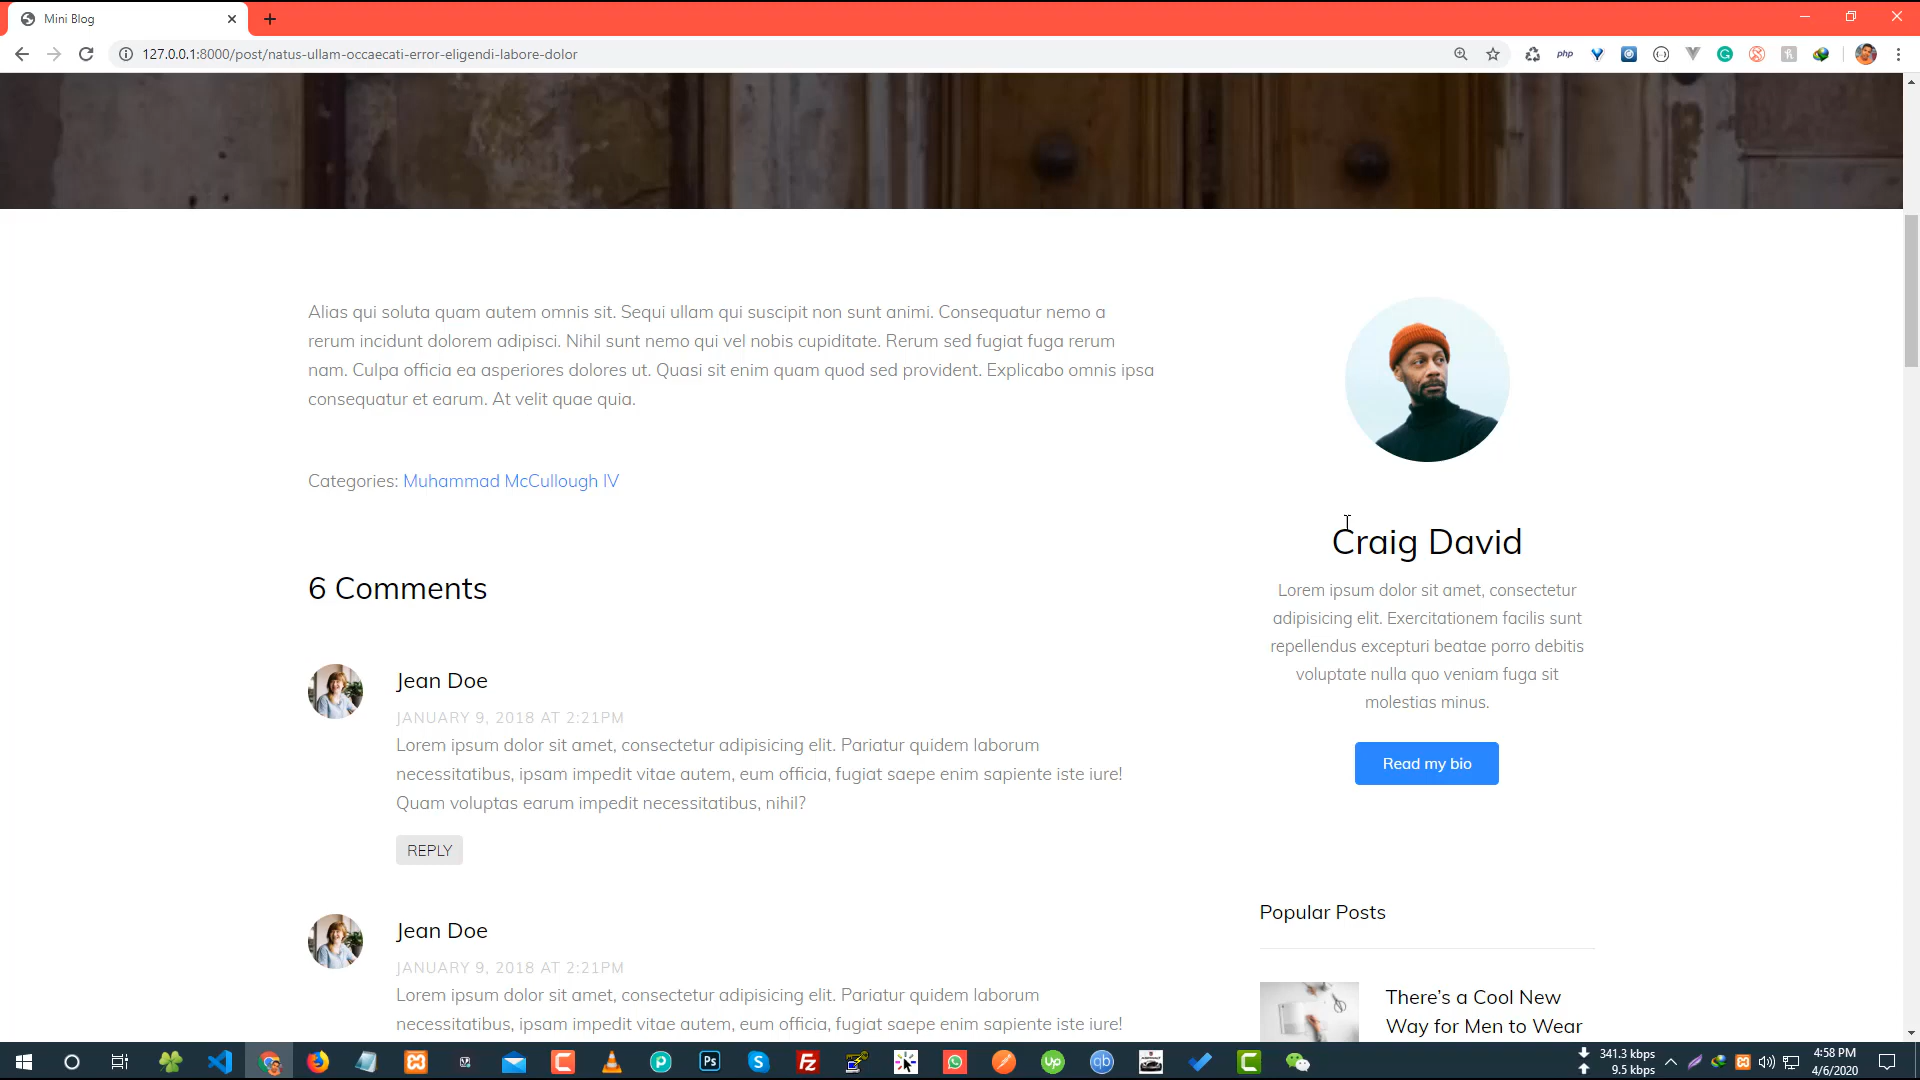 Mini Blog
127.0.0.1:8000/post/natus-ullam-occaecati-error-eligendi-labore-dolor
php
Alias qui soluta quam autem omnis sit. Sequi ullam qui suscipit non sunt animi. Consequatur nemo a
rerum incidunt dolorem adipisci. Nihil sunt nemo qui vel nobis cupiditate. Rerum sed fugiat fuga rerum
nam. Culpa officia ea asperiores dolores ut. Quasi sit enim quam quod sed provident. Explicabo omnis ipsa
consequatur et earum. At velit quae quia.
Categories: Muhammad McCullough IV
6 Comments
Jean Doe
JANUARY 9, 2018 AT 2:21PM
Lorem ipsum dolor sit amet, consectetur adipisicing elit. Pariatur quidem laborum
necessitatibus, ipsam impedit vitae autem, eum officia, fugiat saepe enim sapiente iste iure!
Quam voluptas earum impedit necessitatibus, nihil?
REPLY
Jean Doe
JANUARY 9, 2018 AT 2:21PM
Lorem ipsum dolor sit amet, consectetur adipisicing elit. Pariatur quidem laborum
necessitatibus, ipsam impedit vitae autem, eum officia, fugiat saepe enim sapiente iste iure!
Craig David
Lorem ipsum dolor sit amet, consectetur
adipisicing elit. Exercitationem facilis sunt
repellendus excepturi beatae porro debitis
voluptate nulla quo veniam fuga sit
molestias minus.
Read my bio
Popular Posts
There's a Cool New
Way for Men to Wear
Ps
up
qb
341.3 kbps
9.5 kbps
4:58 PM
4/6/2020